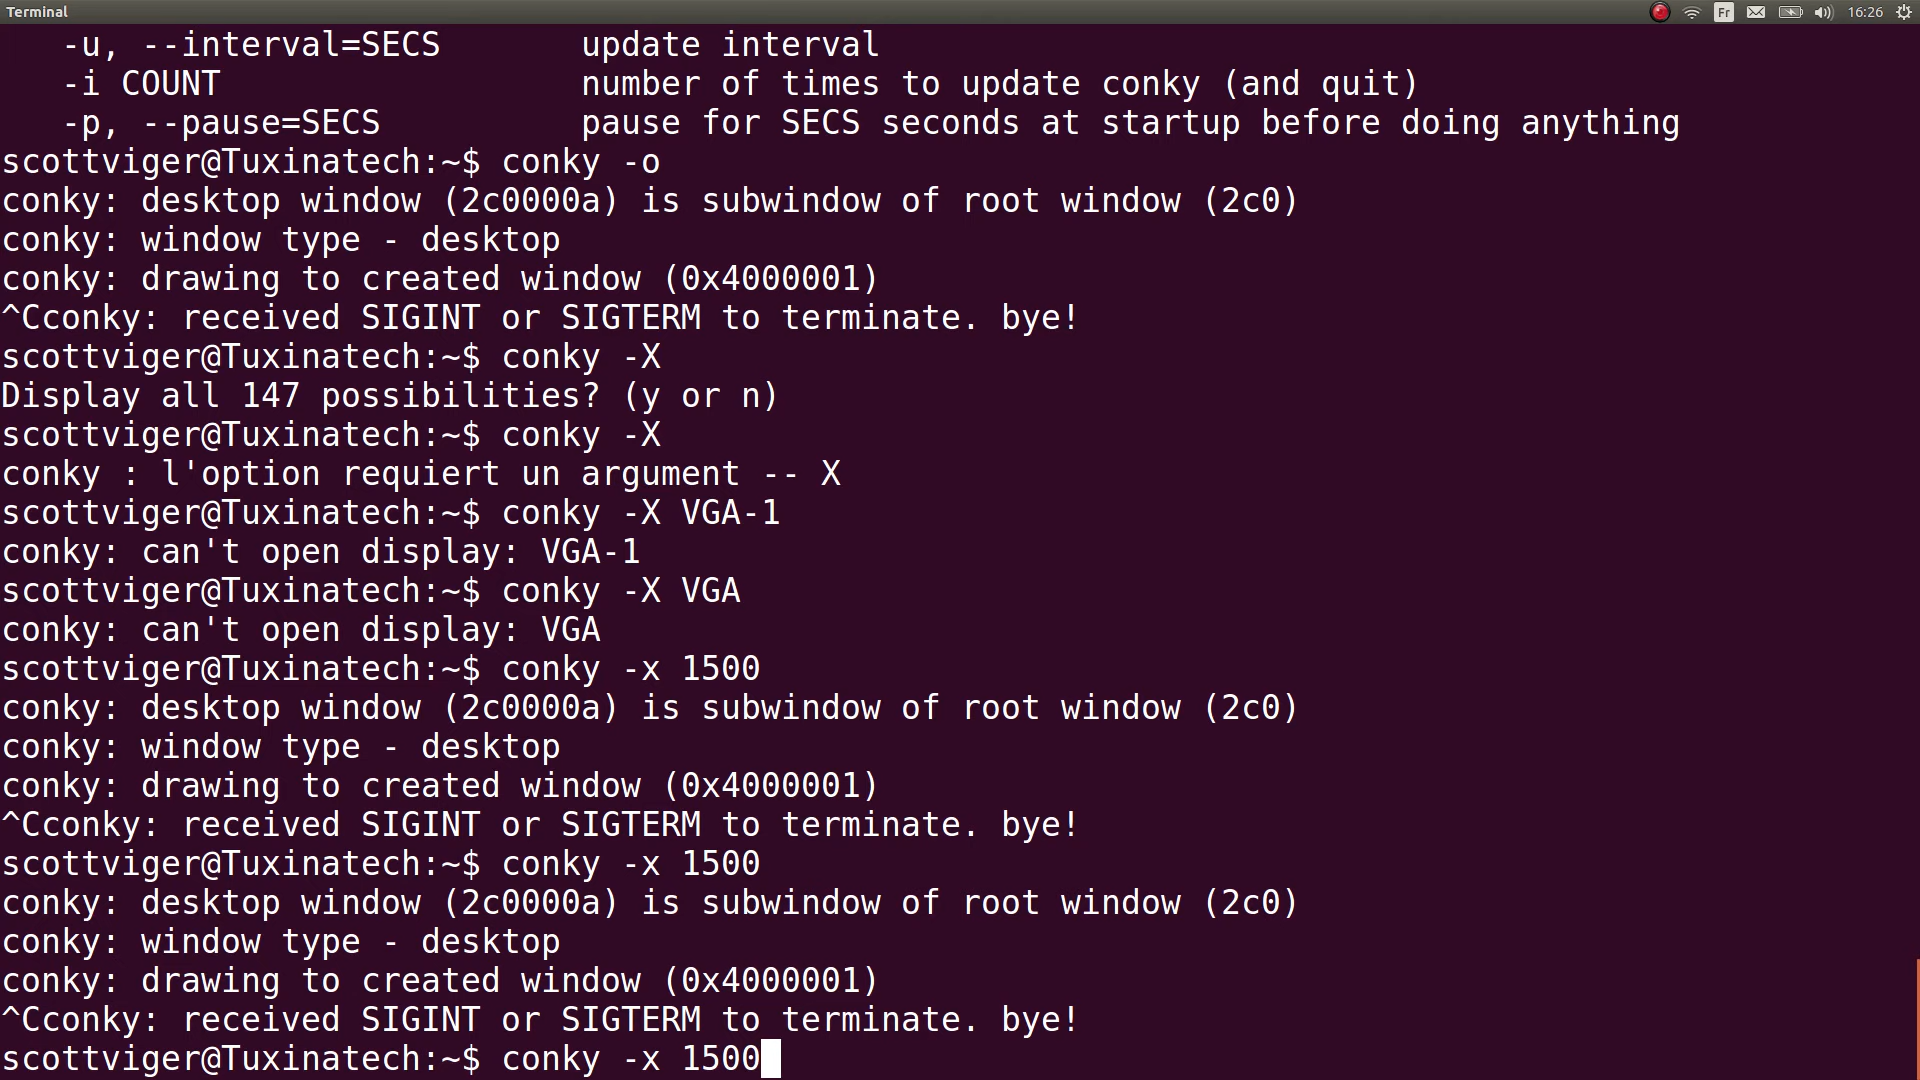 Terminal
Fr
16:26
-u, --interval=SECS       update interval
-i COUNT                  number of times to update conky (and quit)
-p, --pause=SECS          pause for SECS seconds at startup before doing anything
scottviger@Tuxinatech:~$ conky -o
conky: desktop window (2c0000a) is subwindow of root window (2c0)
conky: window type - desktop
conky: drawing to created window (0x4000001)
^Cconky: received SIGINT or SIGTERM to terminate. bye!
scottviger@Tuxinatech:~$ conky -X
Display all 147 possibilities? (y or n)
scottviger@Tuxinatech:~$ conky -X
conky : l'option requiert un argument -- X
scottviger@Tuxinatech:~$ conky -X VGA-1
conky: can't open display: VGA-1
scottviger@Tuxinatech:~$ conky -X VGA
conky: can't open display: VGA
scottviger@Tuxinatech:~$ conky -x 1500
conky: desktop window (2c0000a) is subwindow of root window (2c0)
conky: window type - desktop
conky: drawing to created window (0x4000001)
^Cconky: received SIGINT or SIGTERM to terminate. bye!
scottviger@Tuxinatech:~$ conky -x 1500
conky: desktop window (2c0000a) is subwindow of root window (2c0)
conky: window type - desktop
conky: drawing to created window (0x4000001)
^Cconky: received SIGINT or SIGTERM to terminate. bye!
scottviger@Tuxinatech:~$ conky -x 1500